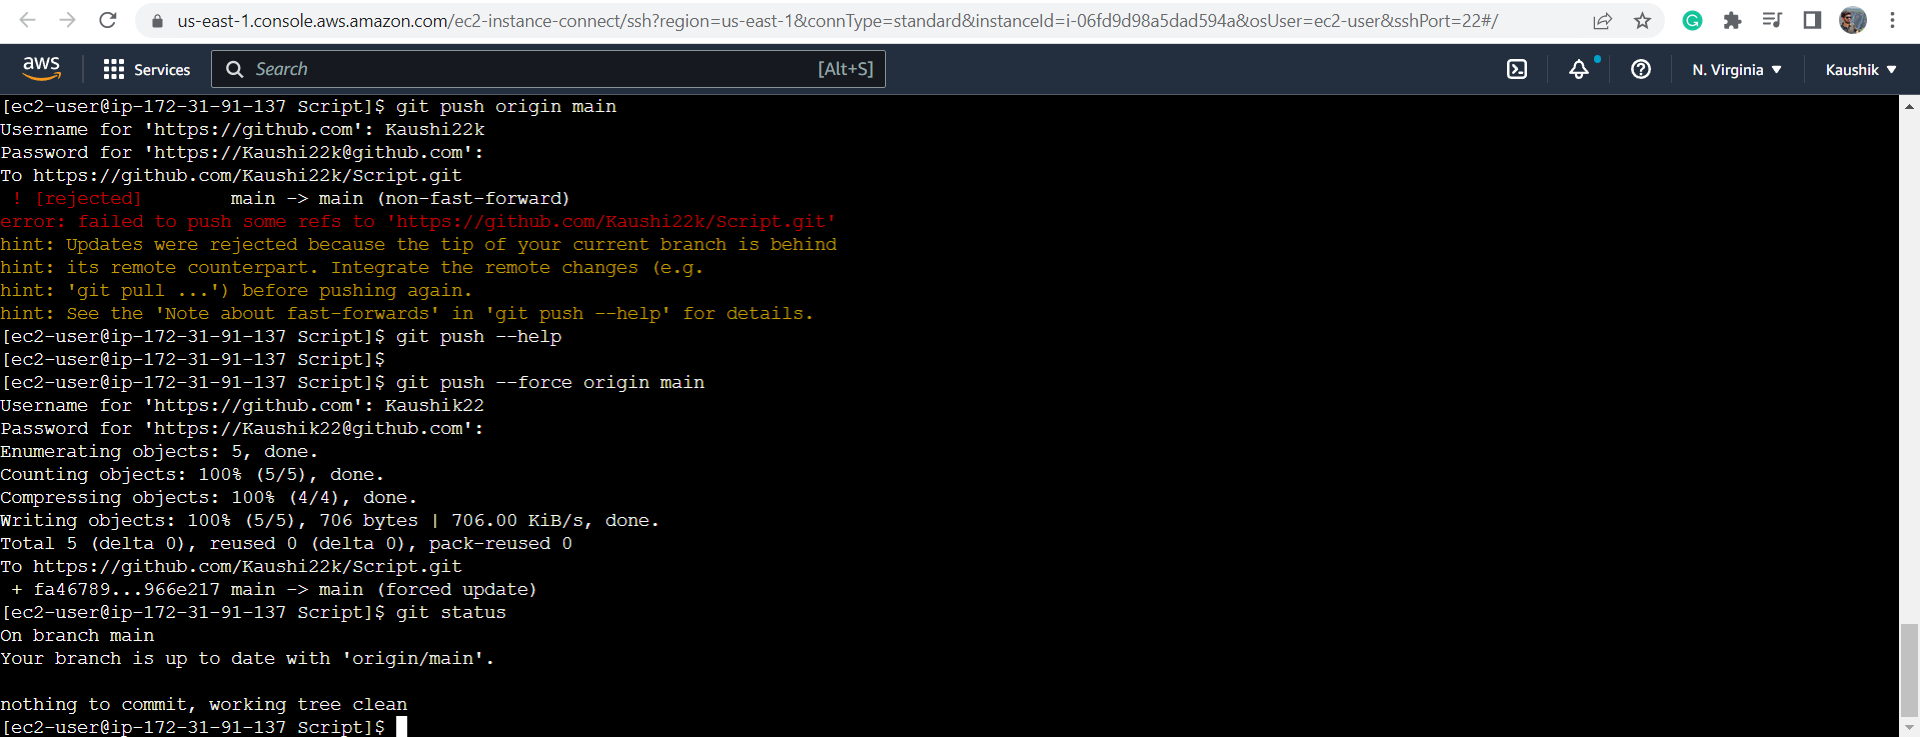 us-east-1.console.aws.amazon.com/ec2-instance-connect/ssh?region=us-east-1&connType=standard&instanceId=i-06fd9d98a5dad594a&osUser=ec2-user&sshPort=22#/
aws Services Search [Alt+S] N. Virginia Kaushik
[ec2-user@ip-172-31-91-137 Script]$ git push origin main
Username for 'https://github.com': Kaushi22k
Password for 'https://Kaushi22k@github.com':
To https://github.com/Kaushi22k/Script.git
 ! [rejected]        main -> main (non-fast-forward)
error: failed to push some refs to 'https://github.com/Kaushi22k/Script.git'
hint: Updates were rejected because the tip of your current branch is behind
hint: its remote counterpart. Integrate the remote changes (e.g.
hint: 'git pull ...') before pushing again.
hint: See the 'Note about fast-forwards' in 'git push --help' for details.
[ec2-user@ip-172-31-91-137 Script]$ git push --help
[ec2-user@ip-172-31-91-137 Script]$
[ec2-user@ip-172-31-91-137 Script]$ git push --force origin main
Username for 'https://github.com': Kaushik22
Password for 'https://Kaushik22@github.com':
Enumerating objects: 5, done.
Counting objects: 100% (5/5), done.
Compressing objects: 100% (4/4), done.
Writing objects: 100% (5/5), 706 bytes | 706.00 KiB/s, done.
Total 5 (delta 0), reused 0 (delta 0), pack-reused 0
To https://github.com/Kaushi22k/Script.git
 + fa46789...966e217 main -> main (forced update)
[ec2-user@ip-172-31-91-137 Script]$ git status
On branch main
Your branch is up to date with 'origin/main'.

nothing to commit, working tree clean
[ec2-user@ip-172-31-91-137 Script]$